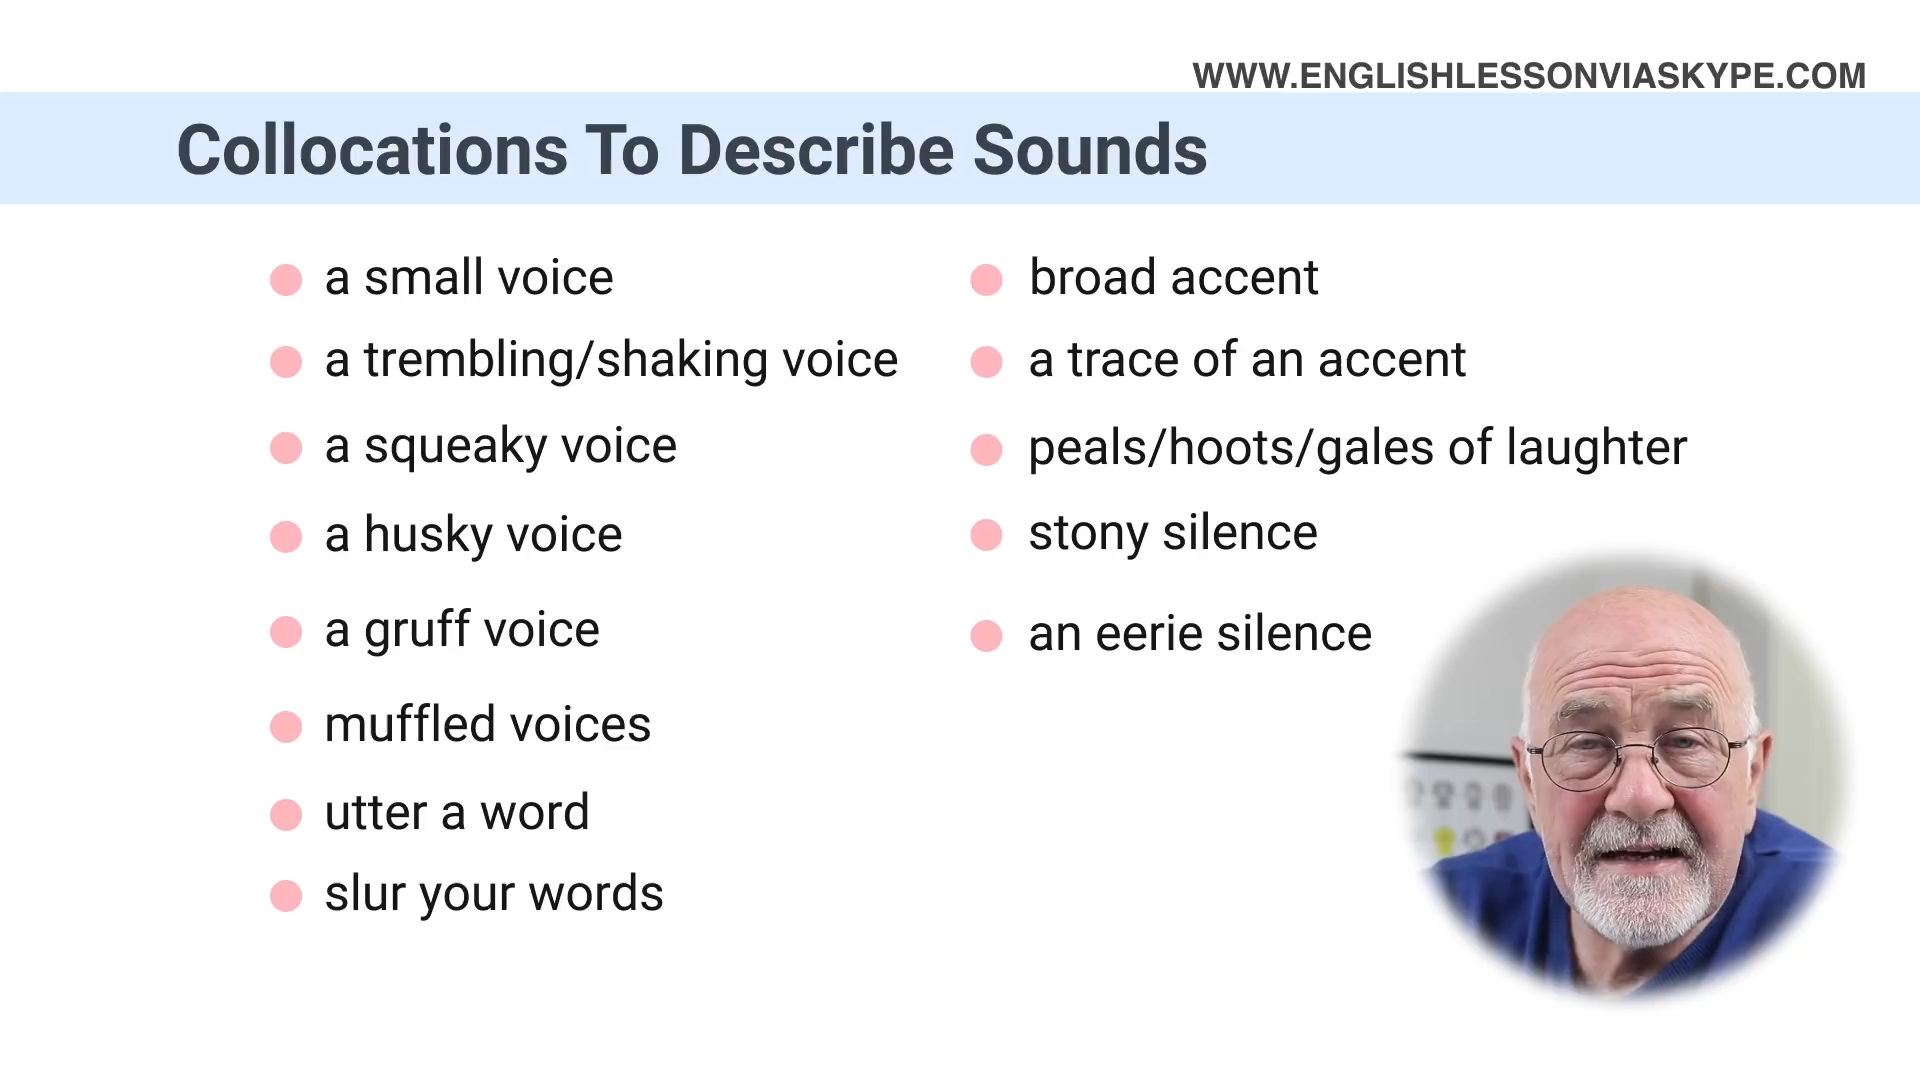 WWW.ENGLISHLESSONVIASKYPE.COM
Collocations To Describe Sounds
a small voice
a trembling/shaking voice
a squeaky voice
a husky voice
a gruff voice
muffled voices
utter a word
slur your words
broad accent
a trace of an accent
peals/hoots/gales of laughter
stony silence
an eerie silence